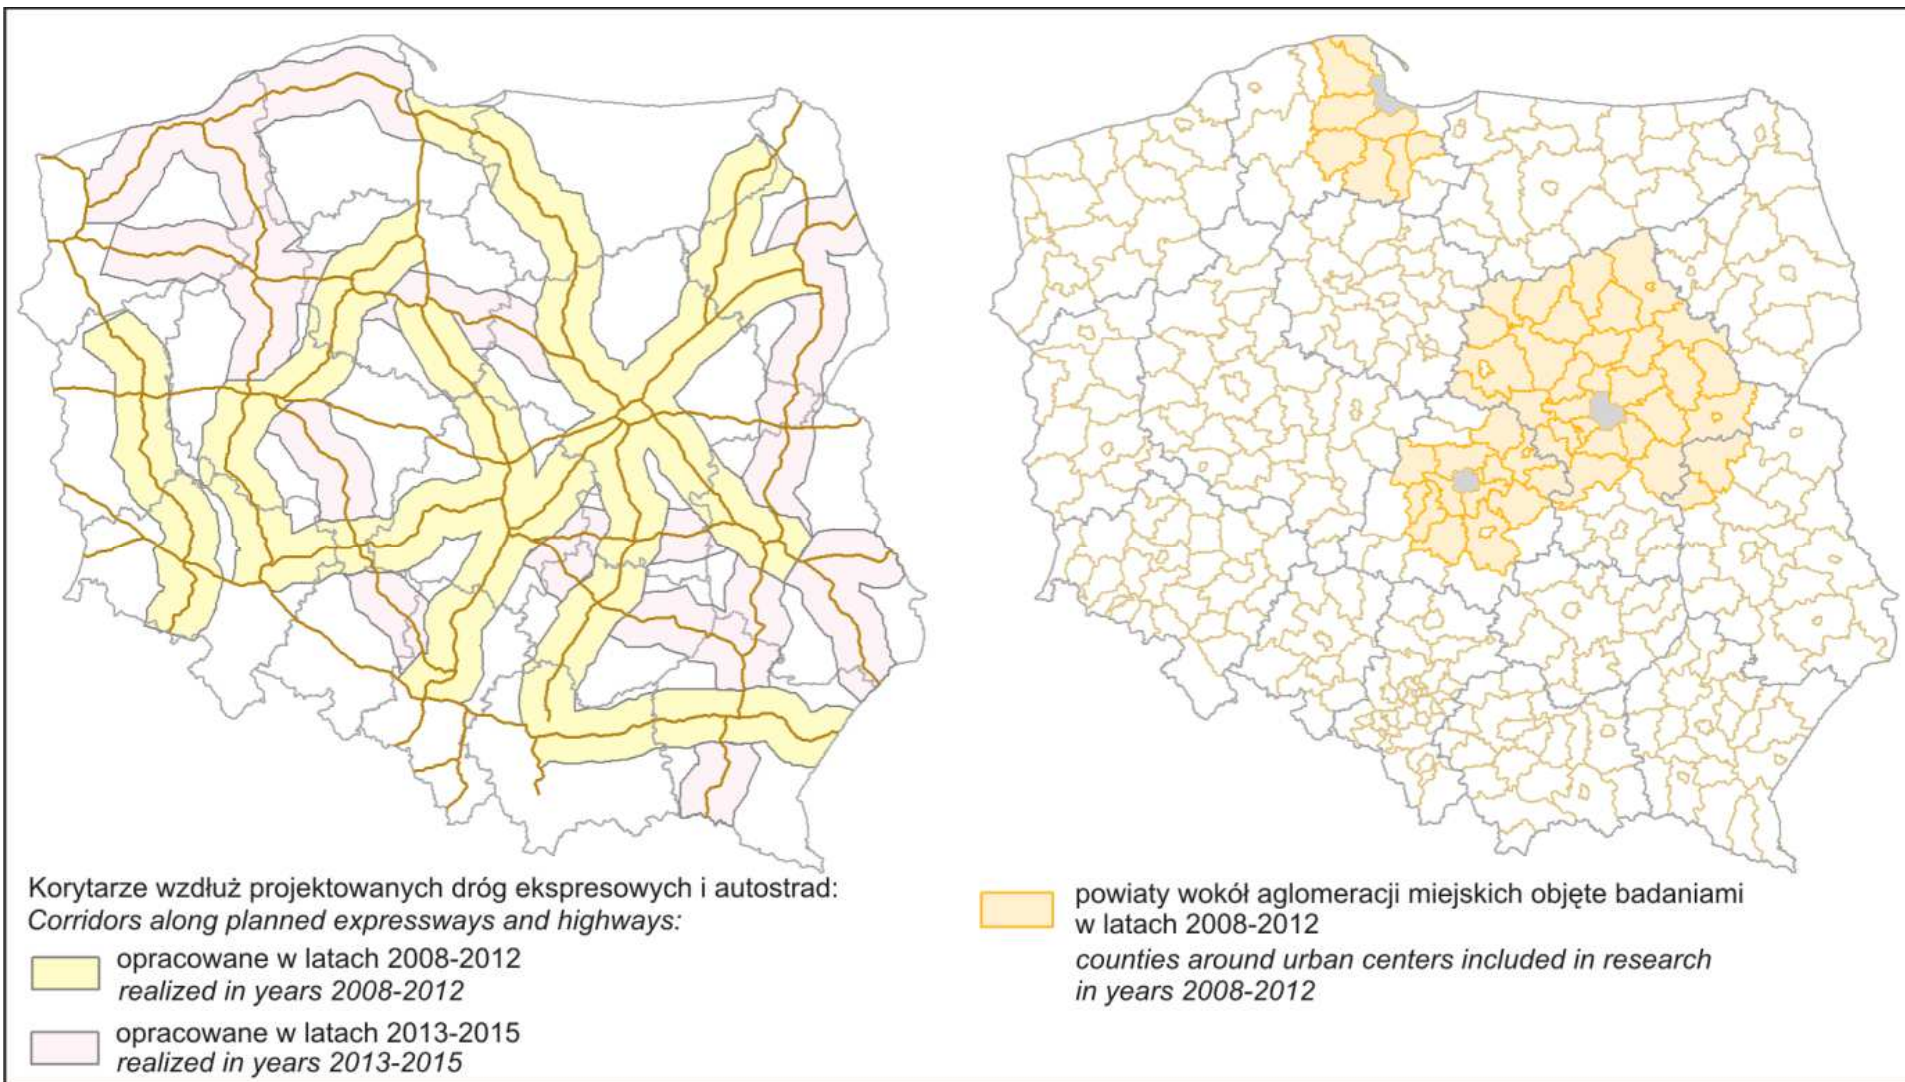 Korytarze wzdłuż projektowanych dróg ekspresowych i autostrad:
Corridors along planned expressways and highways:
opracowane w latach 2008-2012
realized in years 2008-2012
opracowane w latach 2013-2015
realized in years 2013-2015
powiaty wokół aglomeracji miejskich objęte badaniami
w latach 2008-2012
counties around urban centers included in research
in years 2008-2012